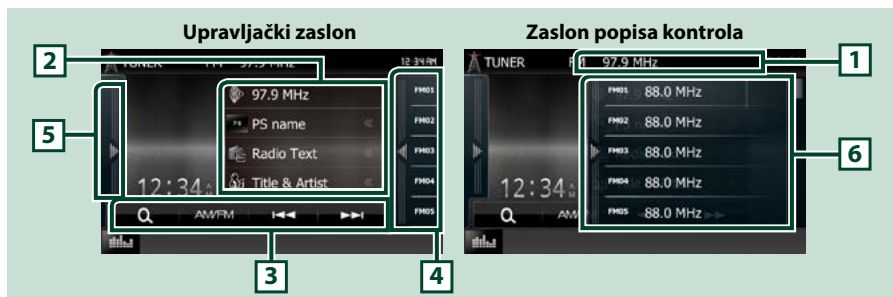 Upravljački zaslon
Zaslon popisa kontrola
2
1
TUNER FM 97.9 MHz
12:34 AM
TUNER FM 97.9 MHz
97.9 MHz
PS name
Radio Text
Title & Artist
12:34
AM/FM
FM01
FM02
FM03
FM04
FM05
FM01 88.0 MHz
FM02 88.0 MHz
FM03 88.0 MHz
FM04 88.0 MHz
FM05 88.0 MHz
12:34
5
6
3
4